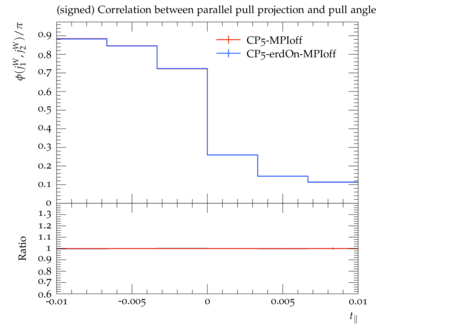 (signed) Correlation between parallel pull projection and pull angle
ϕ(j₁ᵂ, j₂ᵂ)/π
CP5-MPIoff
CP5-erdOn-MPIoff
0.9
0.8
0.7
0.6
0.5
0.4
0.3
0.2
0.1
0
Ratio
1.3
1.2
1.1
1
0.9
0.8
0.7
0.6
-0.01 -0.005 0 0.005 0.01
t∥